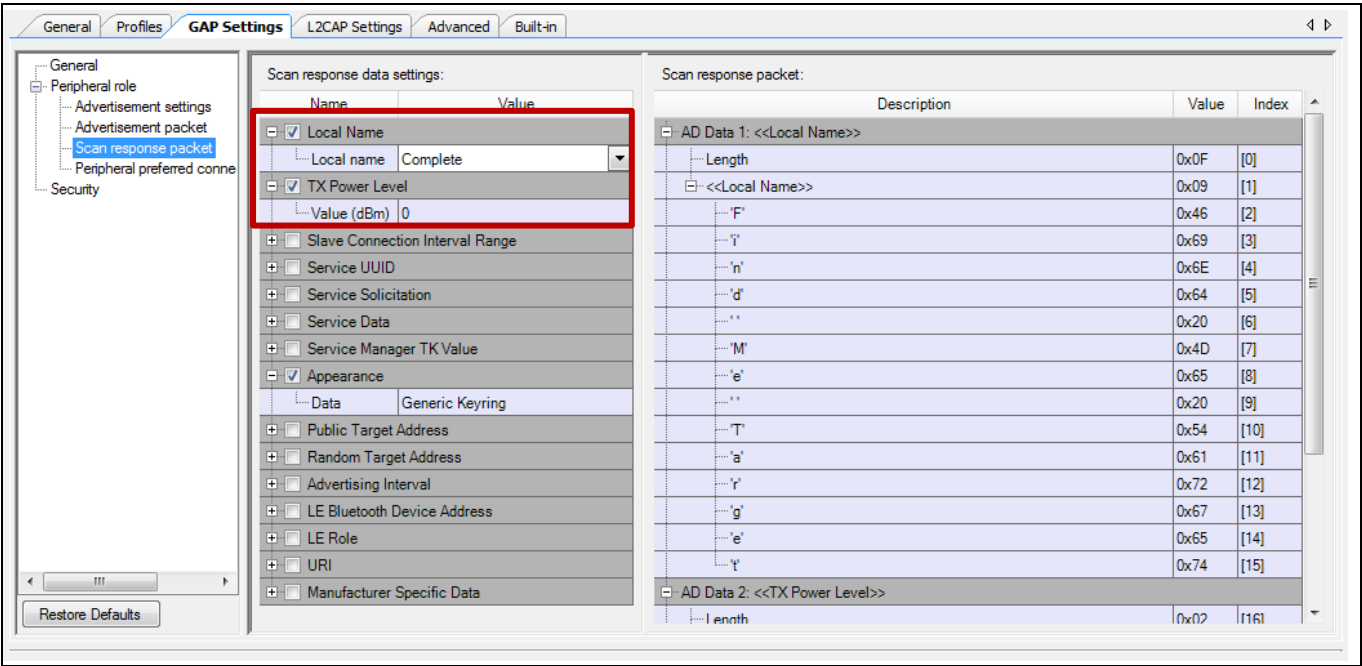 General Profiles GAP Settings L2CAP Settings Advanced Built-in
General
Peripheral role
Advertisement settings
Advertisement packet
Scan response packet
Peripheral preferred conne
Security
Restore Defaults
Scan response data settings:
Name Value
Local Name
Local name Complete
TX Power Level
Value (dBm) 0
Slave Connection Interval Range
Service UUID
Service Solicitation
Service Data
Service Manager TK Value
Appearance
Data Generic Keyring
Public Target Address
Random Target Address
Advertising Interval
LE Bluetooth Device Address
LE Role
URI
Manufacturer Specific Data
Scan response packet:
Description Value Index
AD Data 1: <<Local Name>>
Length 0x0F [0]
<<Local Name>> 0x09 [1]
'F' 0x46 [2]
'i' 0x69 [3]
'n' 0x6E [4]
'd' 0x64 [5]
' ' 0x20 [6]
'M' 0x4D [7]
'e' 0x65 [8]
' ' 0x20 [9]
'T' 0x54 [10]
'a' 0x61 [11]
'r' 0x72 [12]
'g' 0x67 [13]
'e' 0x65 [14]
't' 0x74 [15]
AD Data 2: <<TX Power Level>>
Length 0x02 [16]